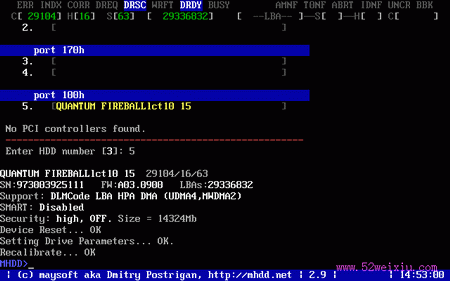 ERR INDX CORR DREQ DRSC WRFT DRDY BUSY AMNF T0NF ABRT IDNF UNCR BBK
C[ 29104] H[16] S[63] [ 29336832] [ --LBA--] S[ ] H[ ] C[ ]
2. [ ]
port 170h
3. [ ]
4. [ ]
port 180h
5. [QUANTUM FIREBALLlct10 15 ]
No PCI controllers found.
Enter HDD number [3]: 5
QUANTUM FIREBALLlct10 15 29104/16/63
SN:973803925111 FW:A03.0900 LBAs:29336832
Support: DLMCode LBA HPA DMA (UDMA4,MWDMA2)
SMART: Disabled
Security: high, OFF. Size = 14324Mb
Device Reset... OK
Setting Drive Parameters... OK.
Recalibrate... OK
MHDD>_
www.52weixiu.com
| (c) maysoft aka Dmitry Postrigan, http://mhdd.net | 2.9 | | 14:53:00